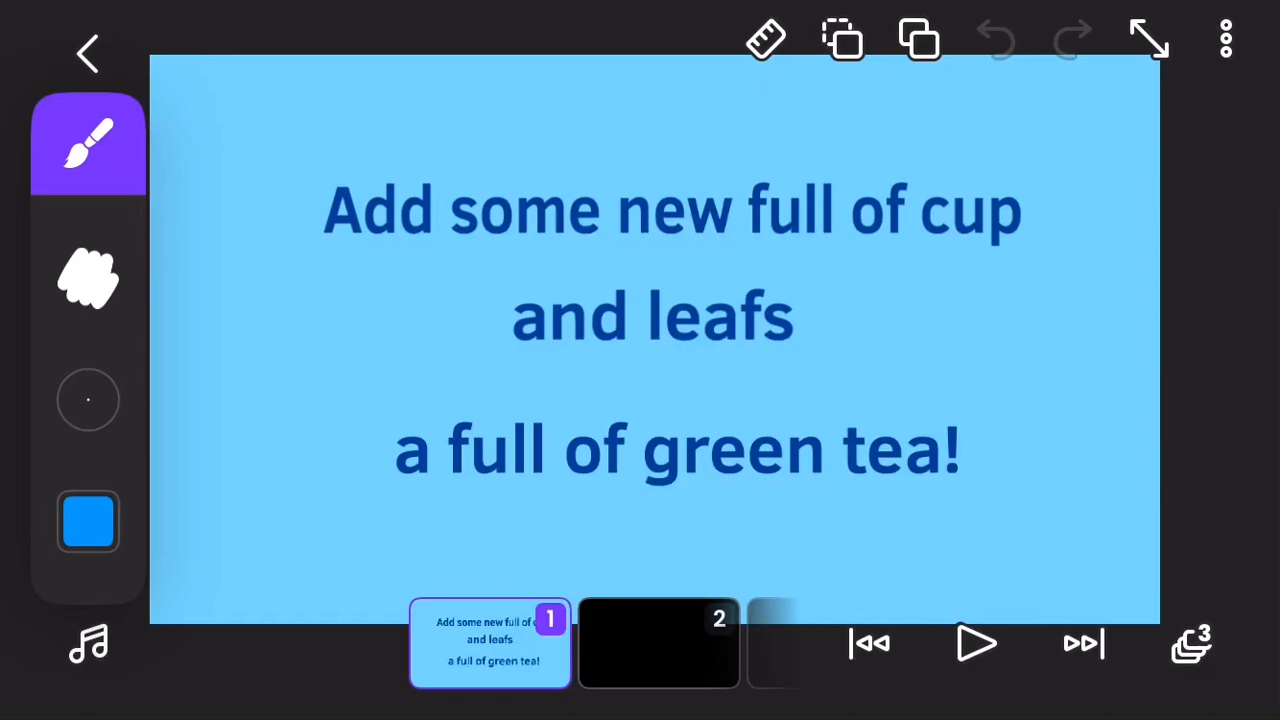 Add some new full of cup
and leafs
a full of green tea!
Add some new full of
and leafs
a full of green tea!
1
2
3